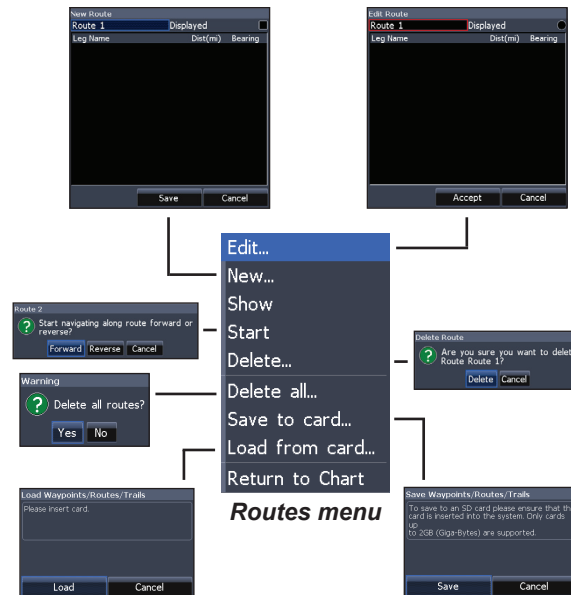 New Route
Route 1 Displayed
Leg Name Dist(mi) Bearing
Save Cancel
Edit Route
Route 1 Displayed
Leg Name Dist(mi) Bearing
Accept Cancel
Edit...
New...
Show
Start
Delete...
Delete all...
Save to card...
Load from card...
Return to Chart
Routes menu
Route 2
? Start navigating along route forward or
reverse?
Forward Reverse Cancel
Delete Route
? Are you sure you want to delet
Route Route 1?
Delete Cancel
Warning
? Delete all routes?
Yes No
Load Waypoints/Routes/Trails
Please insert card.
Load Cancel
Save Waypoints/Routes/Trails
To save to an SD card please ensure that th
card is inserted into the system. Only cards
up
to 2GB (Giga-Bytes) are supported.
Save Cancel